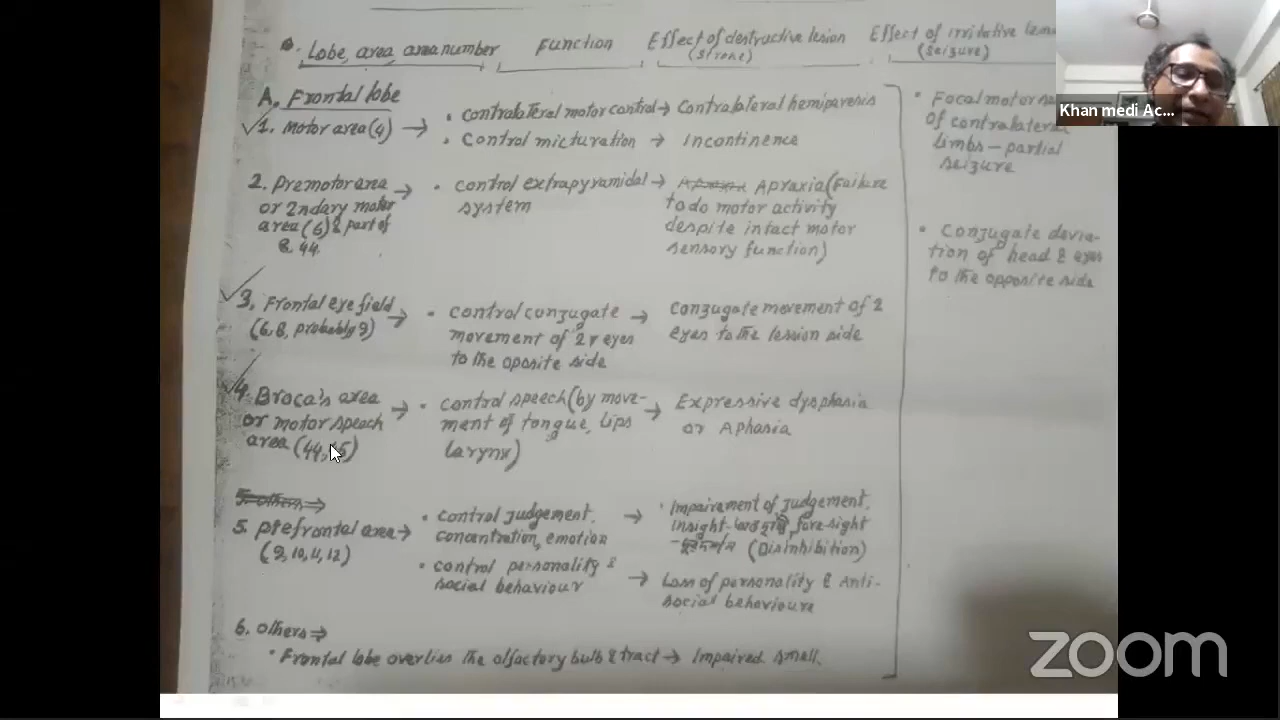 Lobe, area, area number
Function
Effect of destructive lesion
(stroke)
Effect of irritative
(seizure)
A. Frontal lobe
1. Motor area(4) →
• contralateral motor control → Contralateral hemiparesis
• Control micturation → Incontinence
2. Premotor area →
or 2ndary motor
area (6) & part of
8, 44.
• control extrapyramidal →
system
Apraxia (Failure
to do motor activity
despite intact motor
sensory function)
3. Frontal eye field →
(6, 8, probably 9)
• control conjugate →
movement of 2 eyes
to the oposite side
Conjugate movement of 2
eyes to the lession side
4. Broca's area →
or motor speech
area (44, 45)
• control speech (by move- →
ment of tongue, lips
larynx)
Expressive dysphasia
or Aphasia
5. others ⇒
5. prefrontal area →
(9, 10, 11, 12)
• control judgement, →
concentration, emotion
• control personality & →
social behaviour
• Impairement of judgement,
insight fore-sight
(Disinhibition)
Loss of personality & Anti-
social behavioure
6. others ⇒
• Frontal lobe overlies the olfactory bulb & tract → Impaired smell.
• Focal motor
of contralateral
limbs – partial
seizure
• Conjugate devia-
tion of head & eyes
to the opposite side
Khan medi Ac...
zoom